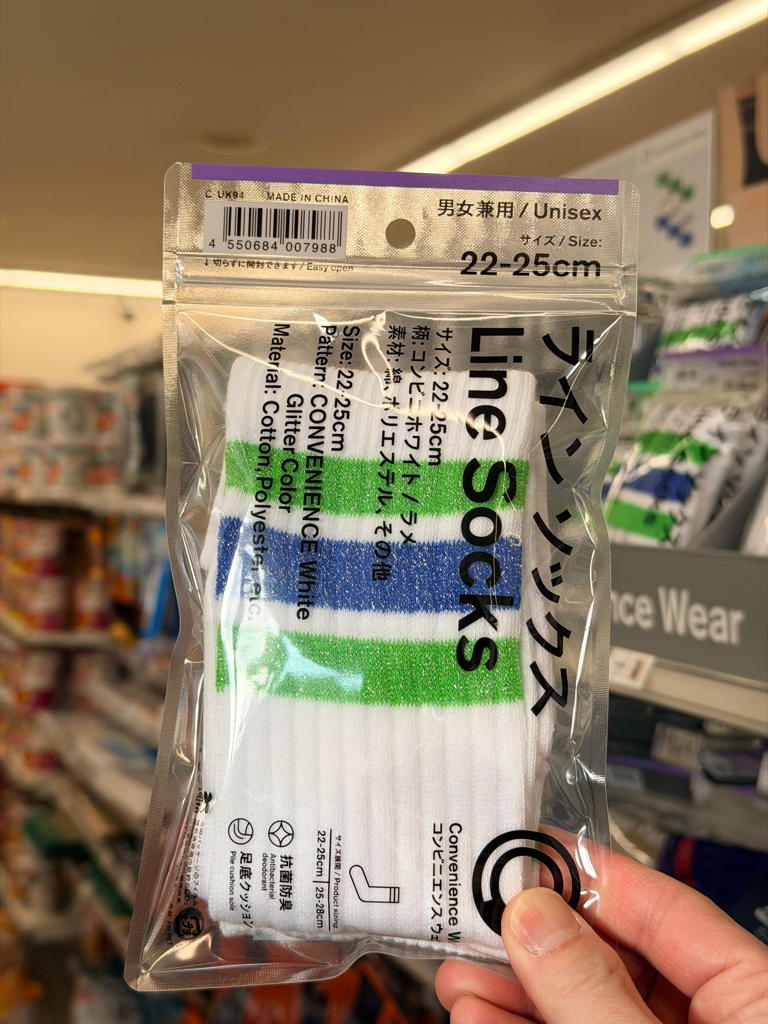 C UK94 MADE IN CHINA
4 550684 007988
↓切らずに開封できます / Easy open
男女兼用 / Unisex
サイズ / Size:
22-25cm
ライン ソックス
Line Socks
サイズ: 22-25cm
柄: コンビニホワイト / ラメ
素材: 綿、ポリエステル、その他
Size: 22-25cm
Pattern: CONVENIENCE White
Glitter Color
Material: Cotton, Polyester, etc.
Convenience W
コンビニエンス ウェ
サイズ展開 / Product sizing
22-25cm | 25-28cm
抗菌防臭
Antibacterial
deodorant
足底クッション
Pile cushion sole
nce Wear